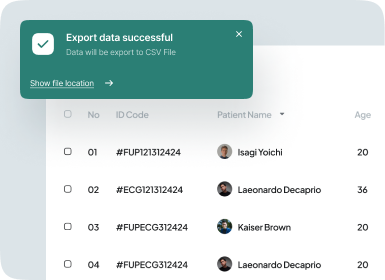 Export data successful
Data will be export to CSV File
Show file location
No ID Code Patient Name Age
01 #FUP121312424 Isagi Yoichi 20
02 #ECG121312424 Laeonardo Decaprio 36
03 #FUPECG312424 Kaiser Brown 20
04 #FUPECG312424 Laeonardo Decaprio 20